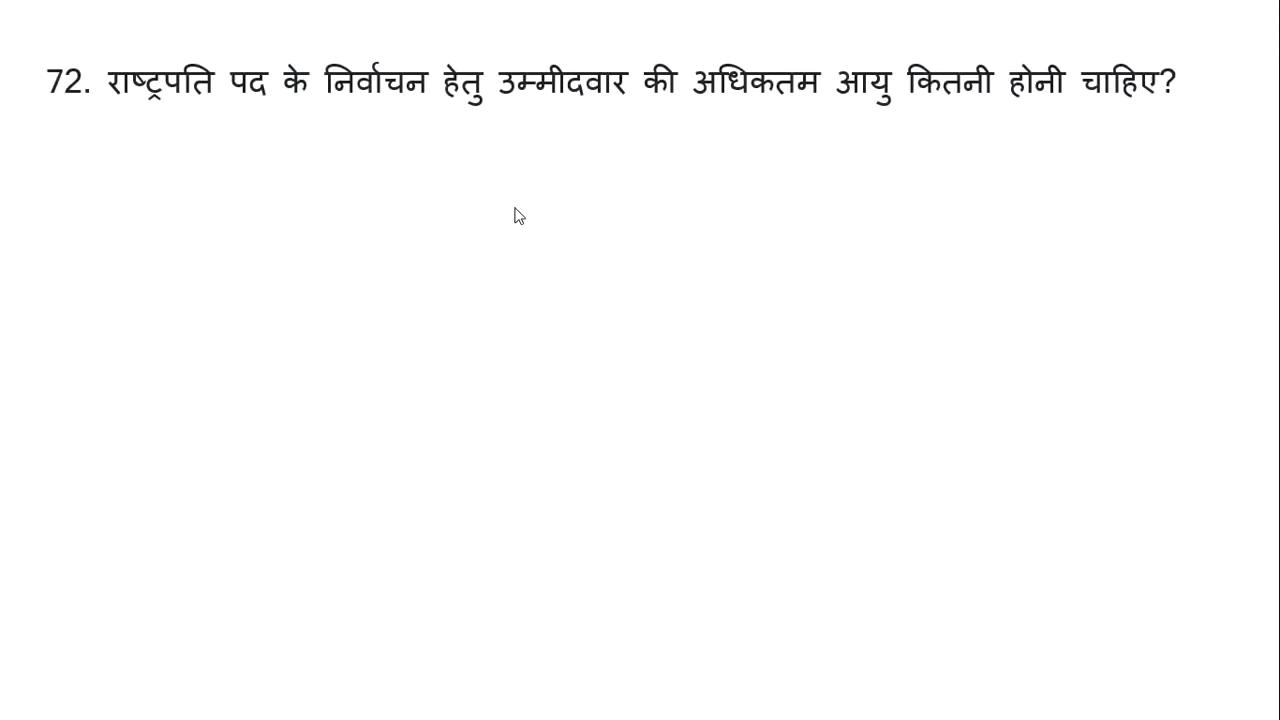 72. राष्ट्रपति पद के निर्वाचन हेतु उम्मीदवार की अधिकतम आयु कितनी होनी चाहिए?